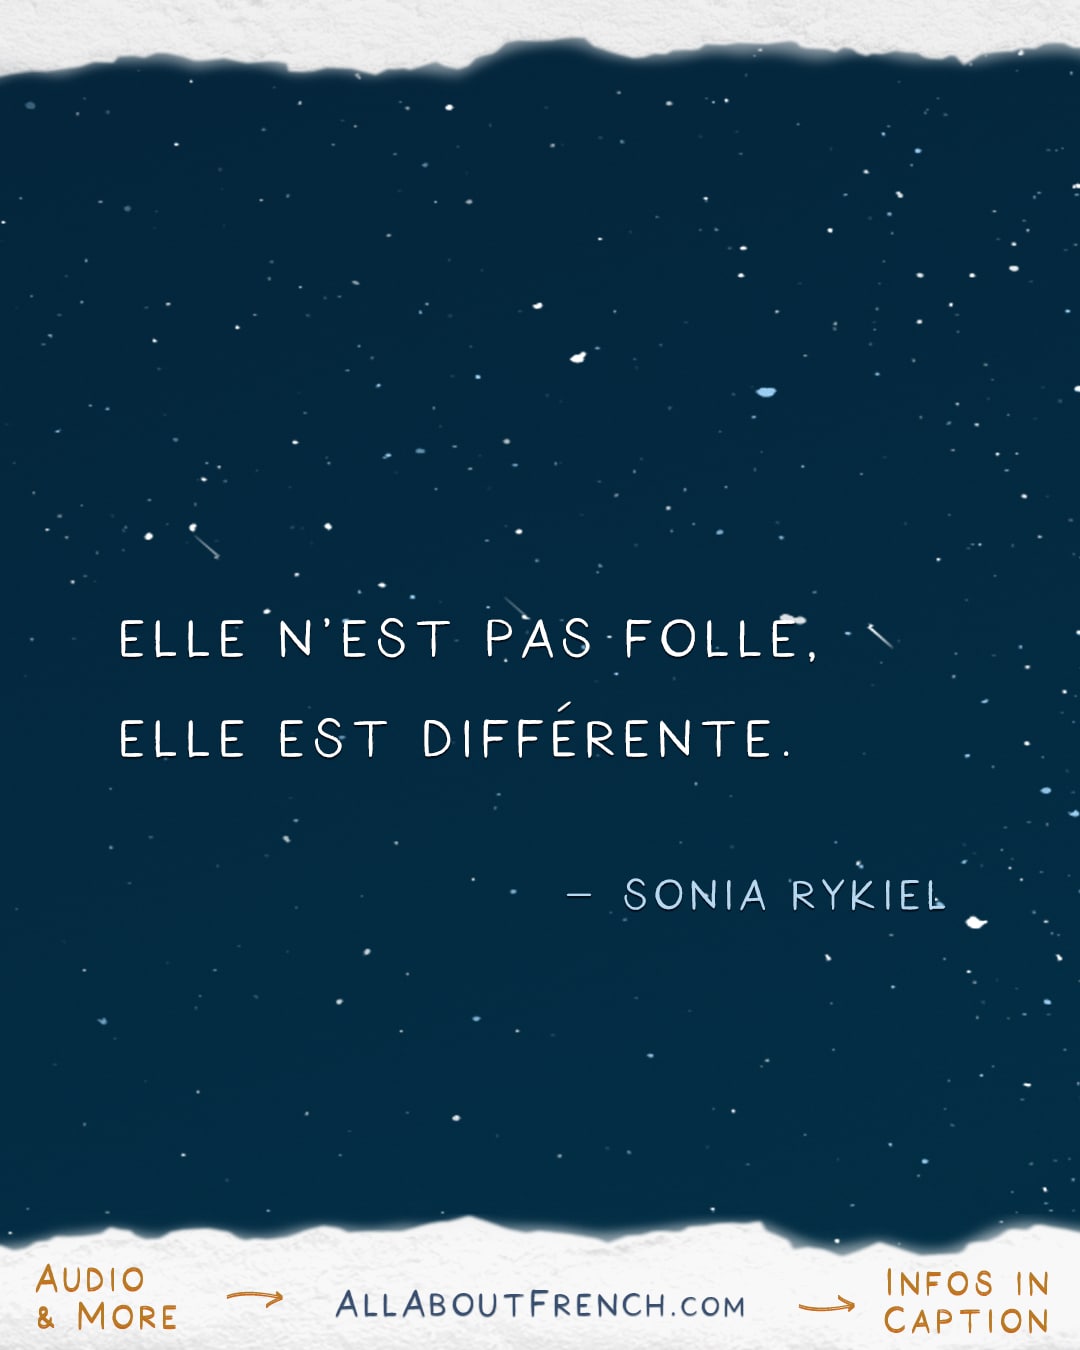 ELLE N'EST PAS FOLLE,
ELLE EST DIFFÉRENTE.
– SONIA RYKIEL
AUDIO
& MORE
ALLABOUTFRENCH.COM
INFOS IN
CAPTION